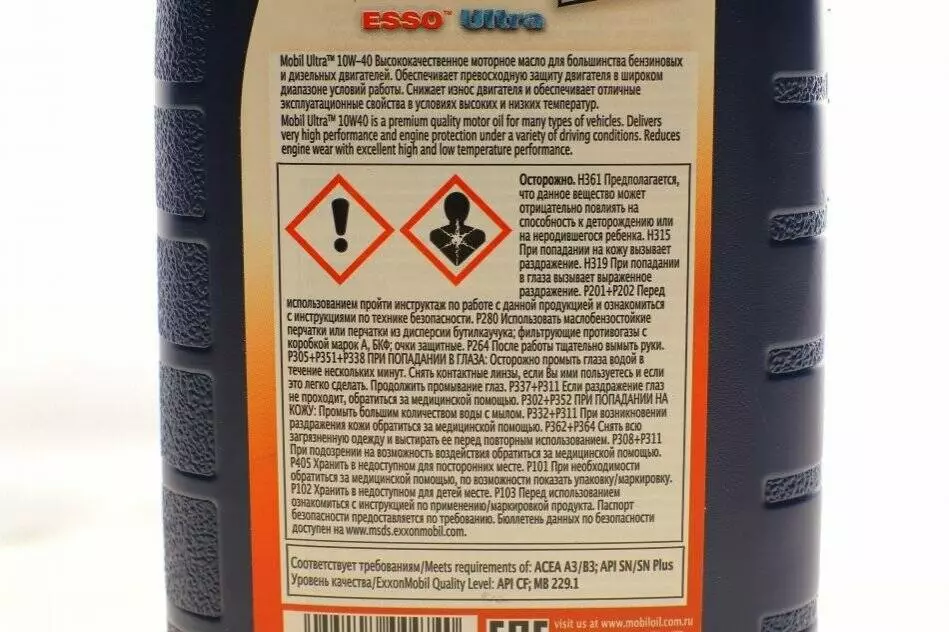 ESSO™ Ultra
Mobil Ultra™ 10W-40 Высококачественное моторное масло для большинства бензиновых
и дизельных двигателей. Обеспечивает превосходную защиту двигателя в широком
диапазоне условий работы. Снижает износ двигателя и обеспечивает отличные
эксплуатационные свойства в условиях высоких и низких температур.
Mobil Ultra™ 10W40 is a premium quality motor oil for many types of vehicles. Delivers
very high performance and engine protection under a variety of driving conditions. Reduces
engine wear with excellent high and low temperature performance.
Осторожно. H361 Предполагается,
что данное вещество может
отрицательно повлиять на
способность к деторождению или
на неродившегося ребенка. H315
При попадании на кожу вызывает
раздражение. H319 При попадании
в глаза вызывает выраженное
раздражение. P201+P202 Перед
использованием пройти инструктаж по работе с данной продукцией и ознакомиться
с инструкциями по технике безопасности. P280 Использовать маслобензостойкие
перчатки или перчатки из дисперсии бутилкаучука; фильтрующие противогазы с
коробкой марок А, БКФ; очки защитные. P264 После работы тщательно вымыть руки.
P305+P351+P338 ПРИ ПОПАДАНИИ В ГЛАЗА: Осторожно промыть глаза водой в
течение нескольких минут. Снять контактные линзы, если Вы ими пользуетесь и если
это легко сделать. Продолжить промывание глаз. P337+P311 Если раздражение глаз
не проходит, обратиться за медицинской помощью. P302+P352 ПРИ ПОПАДАНИИ НА
КОЖУ: Промыть большим количеством воды с мылом. P332+P311 При возникновении
раздражения кожи обратиться за медицинской помощью. P362+P364 Снять всю
загрязненную одежду и выстирать ее перед повторным использованием. P308+P311
При подозрении на возможность воздействия обратиться за медицинской помощью.
P405 Хранить в недоступном для посторонних месте. P101 При необходимости
обратиться за медицинской помощью, по возможности показать упаковку/маркировку.
P102 Хранить в недоступном для детей месте. P103 Перед использованием
ознакомиться с инструкцией по применению/маркировкой продукта. Паспорт
безопасности предоставляется по требованию. Бюллетень данных по безопасности
доступен на www.msds.exxonmobil.com.
Соответствует требованиям/Meets requirements of: ACEA A3/B3; API SN/SN Plus
Уровень качества/ExxonMobil Quality Level: API CF; MB 229.1
visit us at www.mobiloil.com.ru